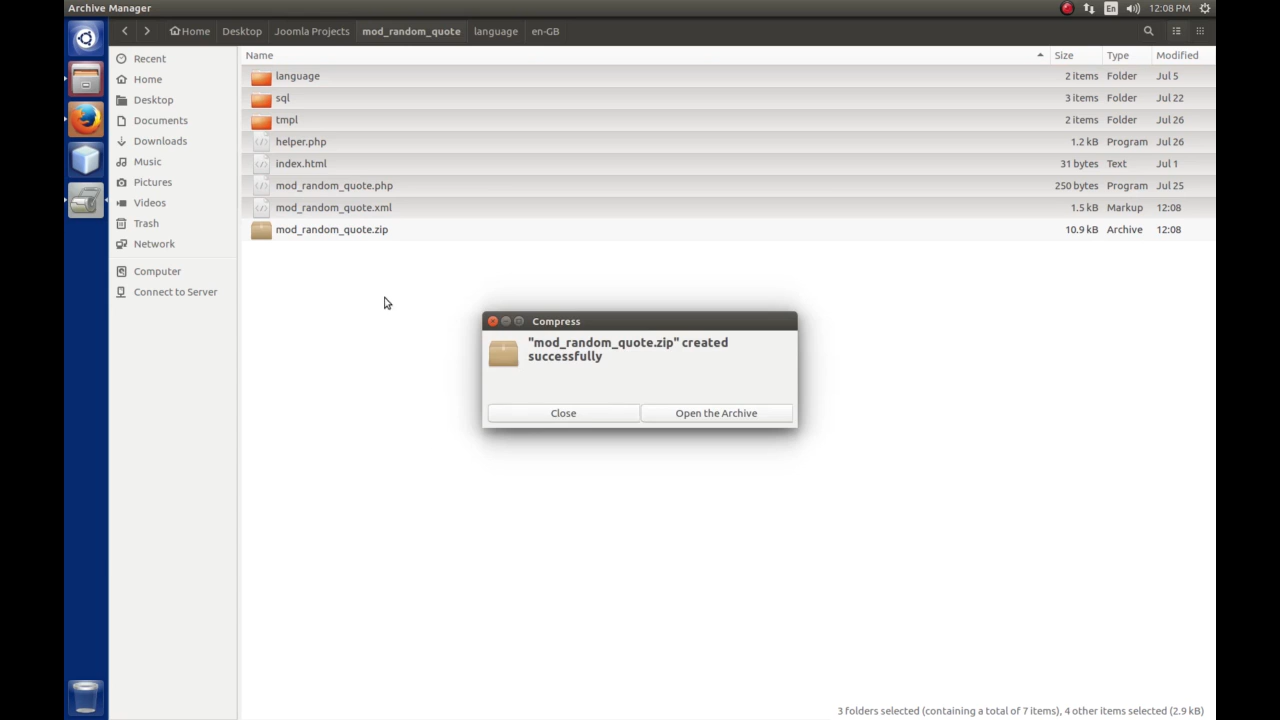 Archive Manager
En
12:08 PM
Home
Desktop
Joomla Projects
mod_random_quote
language
en-GB
Recent
Home
Desktop
Documents
Downloads
Music
Pictures
Videos
Trash
Network
Computer
Connect to Server
Name Size Type Modified
language 2 items Folder Jul 5
sql 3 items Folder Jul 22
tmpl 2 items Folder Jul 26
helper.php 1.2 kB Program Jul 26
index.html 31 bytes Text Jul 1
mod_random_quote.php 250 bytes Program Jul 25
mod_random_quote.xml 1.5 kB Markup 12:08
mod_random_quote.zip 10.9 kB Archive 12:08
Compress
"mod_random_quote.zip" created
successfully
Close
Open the Archive
3 folders selected (containing a total of 7 items), 4 other items selected (2.9 kB)